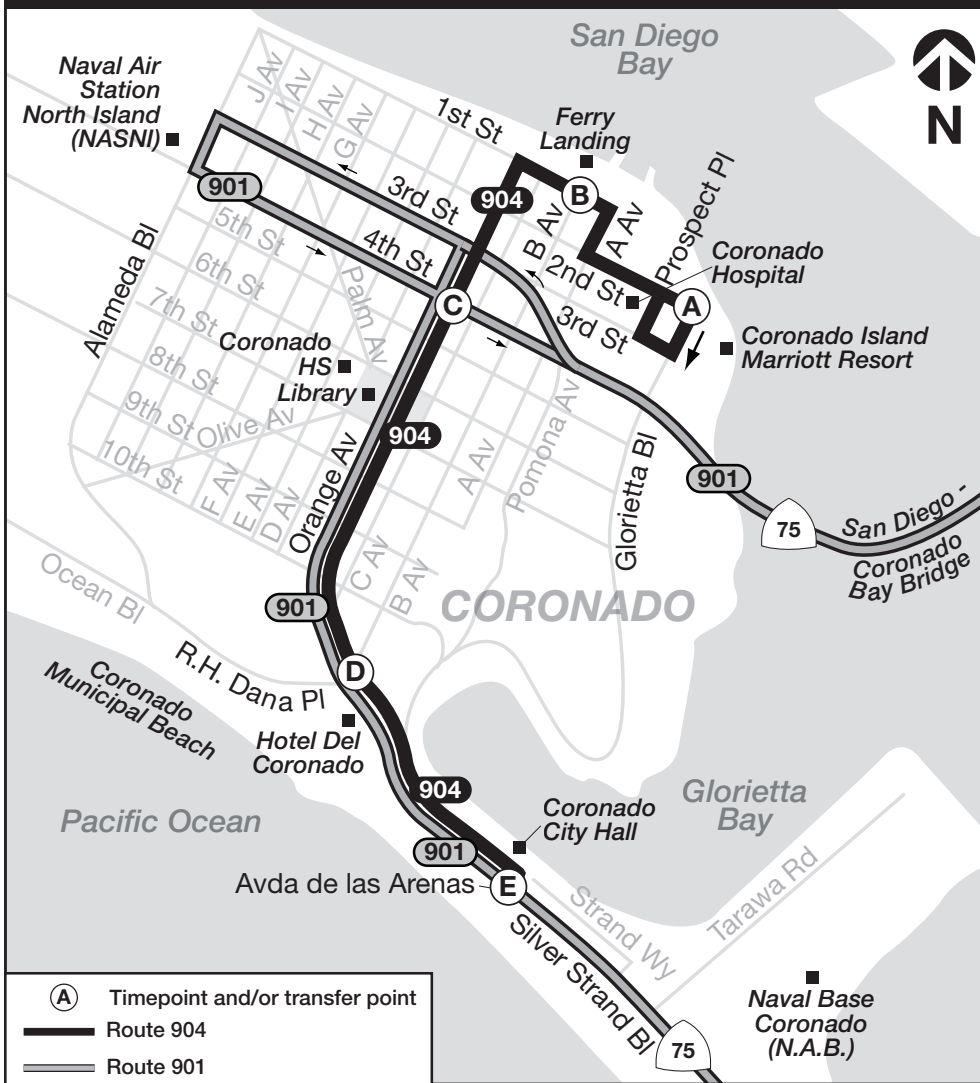 San Diego
Bay
N
Naval Air
Station
North Island
(NASNI)
J Av
I Av
H Av
G Av
1st St
Ferry
Landing
901
3rd St
904
B
B Av
A Av
Prospect Pl
Coronado
Hospital
5th St
4th St
2nd St
A
Alameda Bl
6th St
Palm Av
C
3rd St
Coronado Island
Marriott Resort
7th St
Coronado
HS
Library
8th St
9th St
Olive Av
904
10th St
F Av
E Av
D Av
Orange Av
A Av
Pomona Av
Glorietta Bl
901
75
San Diego -
Coronado
Bay Bridge
C Av
B Av
Ocean Bl
901
CORONADO
R.H. Dana Pl
D
Coronado
Municipal Beach
Hotel Del
Coronado
904
Coronado
City Hall
Glorietta
Bay
Pacific Ocean
901
Avda de las Arenas
E
Strand Wy
Tarawa Rd
Silver Strand Bl
Naval Base
Coronado
(N.A.B.)
75
A Timepoint and/or transfer point
Route 904
Route 901